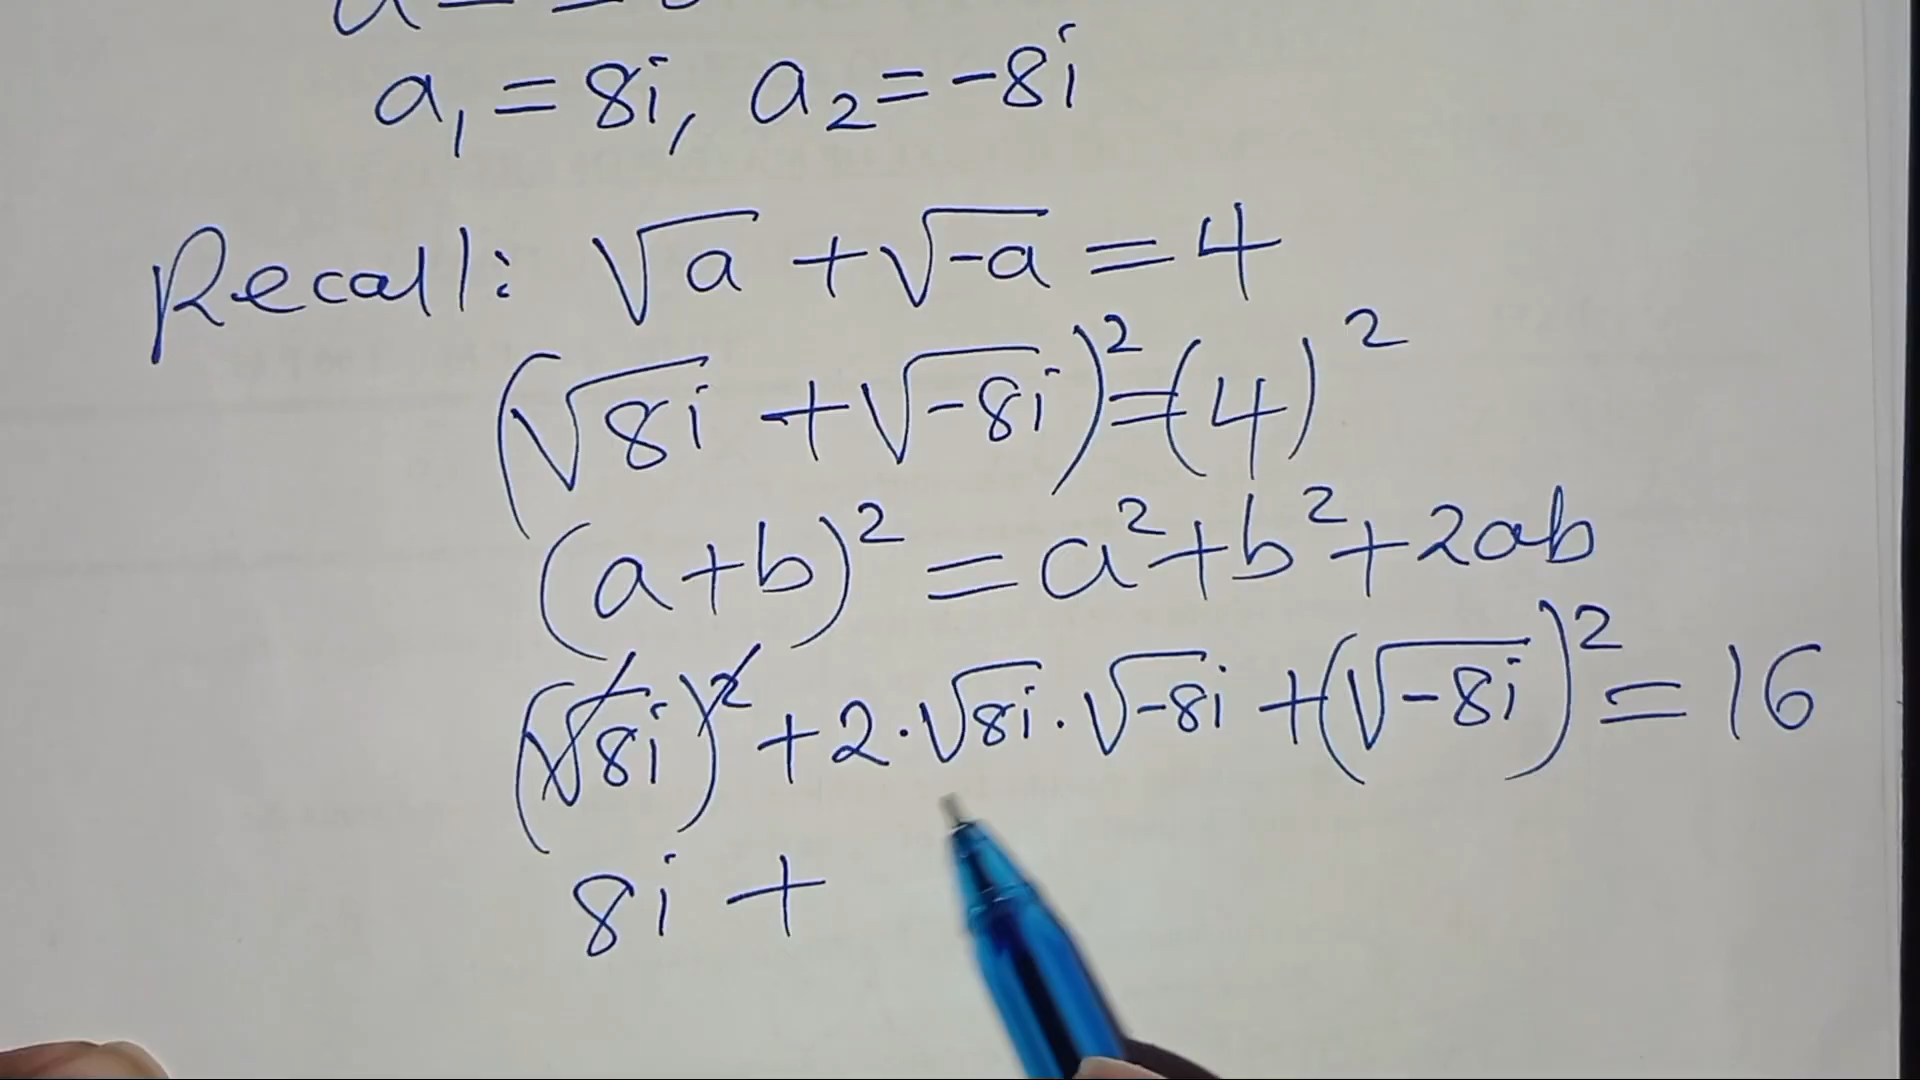 a₁ = 8i, a₂ = -8i
Recall: √a + √-a = 4
(√8i + √-8i)² = (4)²
(a+b)² = a² + b² + 2ab
(√8i)² + 2·√8i·√-8i + (√-8i)² = 16
8i +